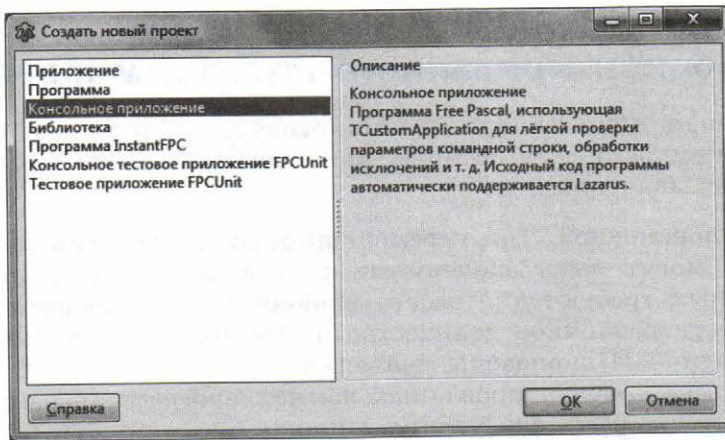 Создать новый проект
Приложение
Программа
Консольное приложение
Библиотека
Программа InstantFPC
Консольное тестовое приложение FPCUnit
Тестовое приложение FPCUnit
Описание
Консольное приложение
Программа Free Pascal, использующая
TCustomApplication для лёгкой проверки
параметров командной строки, обработки
исключений и т. д. Исходный код программы
автоматически поддерживается Lazarus.
Справка
OK
Отмена